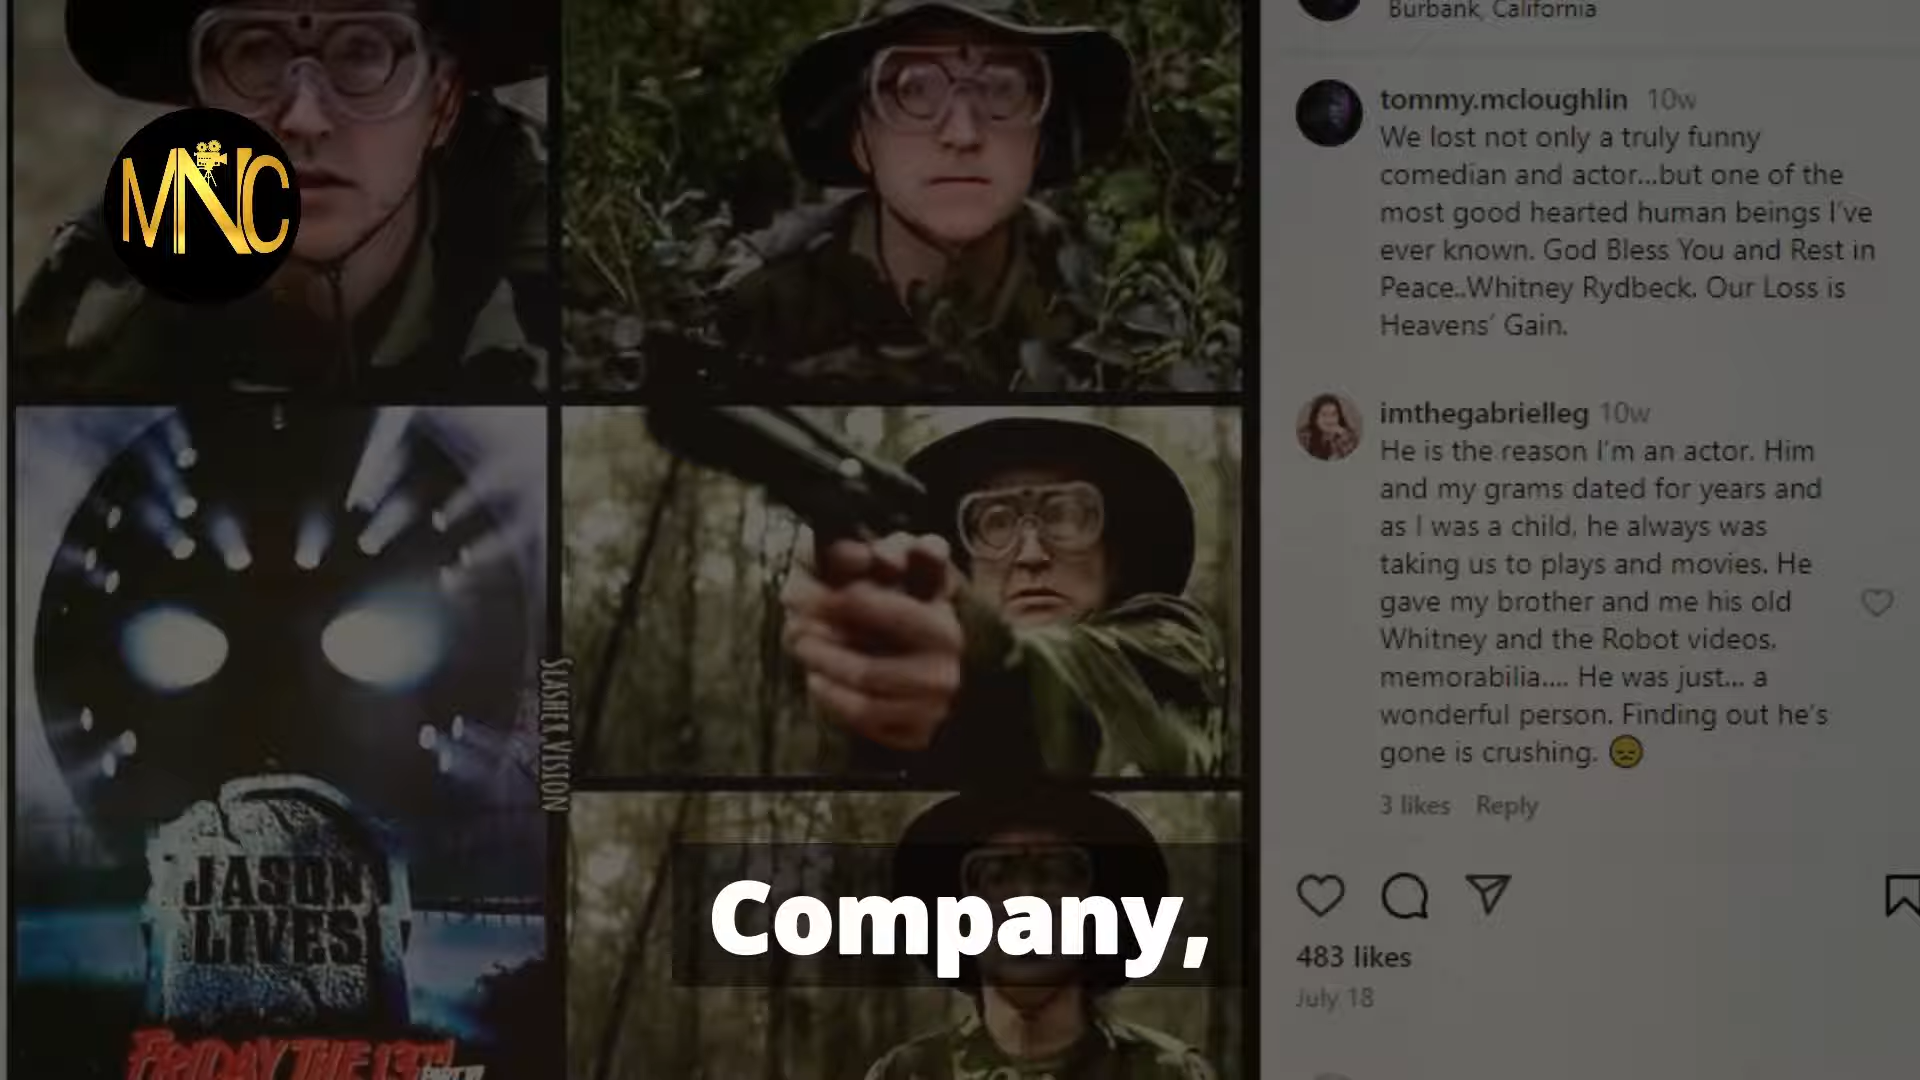 Burbank, California
MNC
tommy.mcloughlin 10w
We lost not only a truly funny
comedian and actor...but one of the
most good hearted human beings I've
ever known. God Bless You and Rest in
Peace..Whitney Rydbeck. Our Loss is
Heavens' Gain.
imthegabrielleg 10w
He is the reason I'm an actor. Him
and my grams dated for years and
as I was a child, he always was
taking us to plays and movies. He
gave my brother and me his old
Whitney and the Robot videos.
memorabilia.... He was just... a
wonderful person. Finding out he's
gone is crushing. 😞
3 likes Reply
483 likes
July 18
SLASHER VISION
JASON
LIVES
FRIDAY THE 13TH
PART VI
Company,